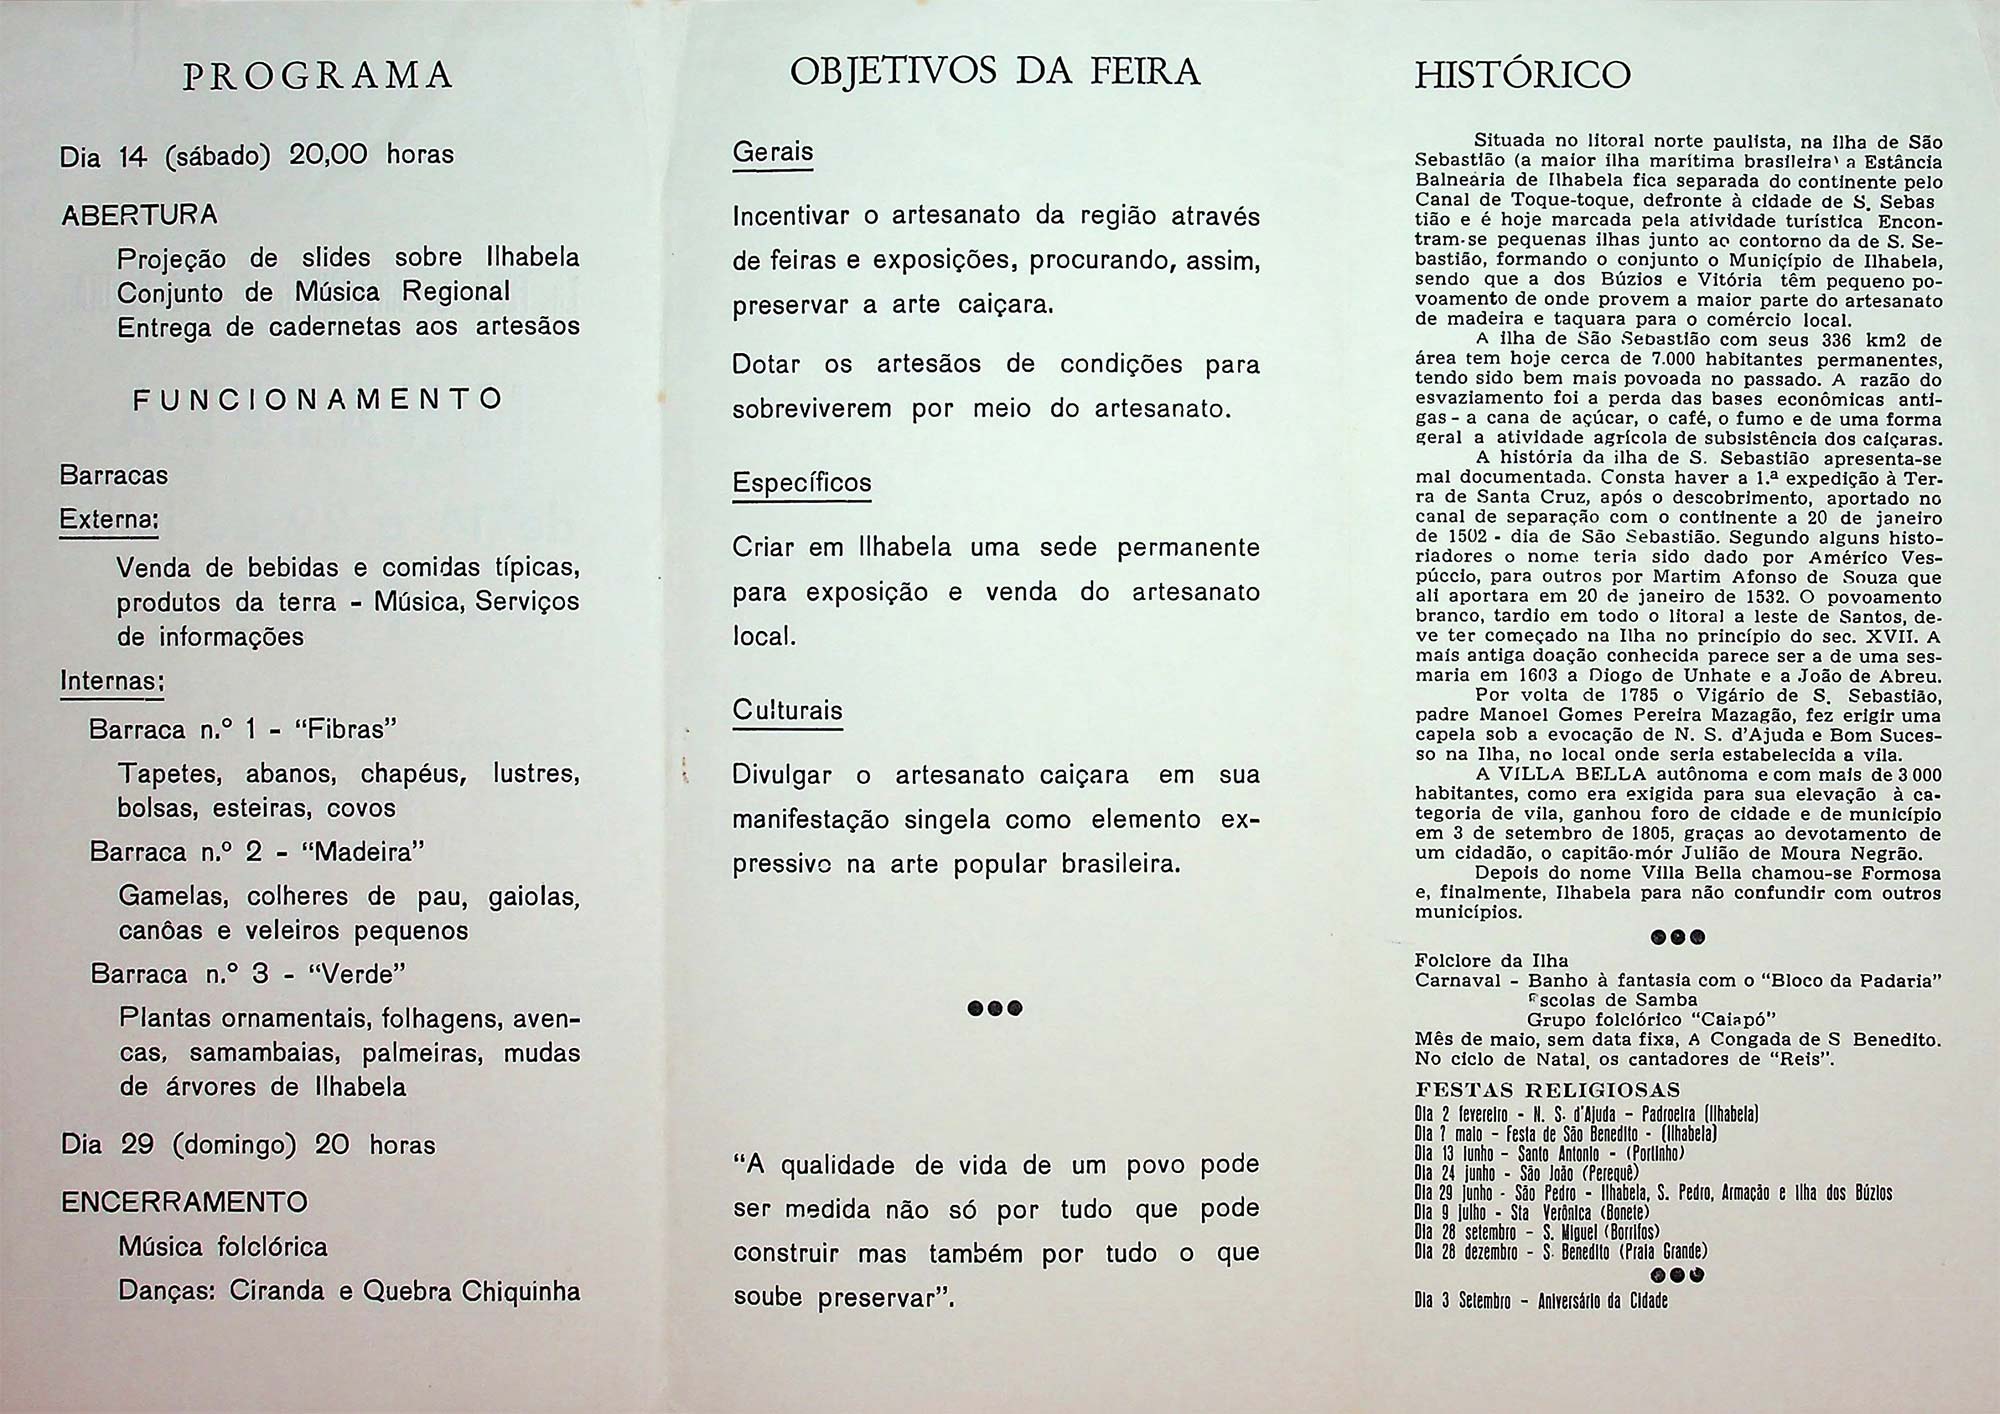 PROGRAMA
Dia 14 (sábado) 20,00 horas
ABERTURA
Projeção de slides sobre Ilhabela
Conjunto de Música Regional
Entrega de cadernetas aos artesãos
FUNCIONAMENTO
Barracas
Externa:
Venda de bebidas e comidas típicas,
produtos da terra - Música, Serviços
de informações
Internas:
Barraca n.º 1 - “Fibras”
Tapetes, abanos, chapéus, lustres,
bolsas, esteiras, covos
Barraca n.º 2 - “Madeira”
Gamelas, colheres de pau, gaiolas,
canôas e veleiros pequenos
Barraca n.º 3 - “Verde”
Plantas ornamentais, folhagens, aven-
cas, samambaias, palmeiras, mudas
de árvores de Ilhabela
Dia 29 (domingo) 20 horas
ENCERRAMENTO
Música folclórica
Danças: Ciranda e Quebra Chiquinha
OBJETIVOS DA FEIRA
Gerais
Incentivar o artesanato da região através
de feiras e exposições, procurando, assim,
preservar a arte caiçara.
Dotar os artesãos de condições para
sobreviverem por meio do artesanato.
Específicos
Criar em Ilhabela uma sede permanente
para exposição e venda do artesanato
local.
Culturais
Divulgar o artesanato caiçara em sua
manifestação singela como elemento ex-
pressivo na arte popular brasileira.
●●●
“A qualidade de vida de um povo pode
ser medida não só por tudo que pode
construir mas também por tudo o que
soube preservar”.
HISTÓRICO
Situada no litoral norte paulista, na ilha de São
Sebastião (a maior ilha marítima brasileira) a Estância
Balneária de Ilhabela fica separada do continente pelo
Canal de Toque-toque, defronte à cidade de S. Sebas
tião e é hoje marcada pela atividade turística Encon-
tram-se pequenas ilhas junto ao contorno da de S. Se-
bastião, formando o conjunto o Muniçípio de Ilhabela,
sendo que a dos Búzios e Vitória têm pequeno po-
voamento de onde provem a maior parte do artesanato
de madeira e taquara para o comércio local.
A ilha de São Sebastião com seus 336 km2 de
área tem hoje cerca de 7.000 habitantes permanentes,
tendo sido bem mais povoada no passado. A razão do
esvaziamento foi a perda das bases econômicas anti-
gas - a cana de açúcar, o café, o fumo e de uma forma
geral a atividade agrícola de subsistência dos caiçaras.
A história da ilha de S. Sebastião apresenta-se
mal documentada. Consta haver a 1.ª expedição à Ter-
ra de Santa Cruz, após o descobrimento, aportado no
canal de separação com o continente a 20 de janeiro
de 1502 - dia de São Sebastião. Segundo alguns histo-
riadores o nome teria sido dado por Américo Ves-
púccio, para outros por Martim Afonso de Souza que
ali aportara em 20 de janeiro de 1532. O povoamento
branco, tardio em todo o litoral a leste de Santos, de-
ve ter começado na Ilha no princípio do sec. XVII. A
mais antiga doação conhecida parece ser a de uma ses-
maria em 1603 a Diogo de Unhate e a João de Abreu.
Por volta de 1785 o Vigário de S. Sebastião,
padre Manoel Gomes Pereira Mazagão, fez erigir uma
capela sob a evocação de N. S. d’Ajuda e Bom Suces-
so na Ilha, no local onde seria estabelecida a vila.
A VILLA BELLA autônoma e com mais de 3 000
habitantes, como era exigida para sua elevação à ca-
tegoria de vila, ganhou foro de cidade e de município
em 3 de setembro de 1805, graças ao devotamento de
um cidadão, o capitão-mór Julião de Moura Negrão.
Depois do nome Villa Bella chamou-se Formosa
e, finalmente, Ilhabela para não confundir com outros
municípios.
●●●
Folclore da Ilha
Carnaval - Banho à fantasia com o “Bloco da Padaria”
Escolas de Samba
Grupo folclórico “Caiapó”
Mês de maio, sem data fixa, A Congada de S Benedito.
No ciclo de Natal, os cantadores de “Reis”.
FESTAS RELIGIOSAS
Dia 2 fevereiro - N. S. d’Ajuda - Padroeira (Ilhabela)
Dia ? maio - Festa de São Benedito - (Ilhabela)
Dia 13 Junho - Santo Antonio - (Portinho)
Dia 24 junho - São João (Perequê)
Dia 29 junho - São Pedro - Ilhabela, S. Pedro, Armação e Ilha dos Búzios
Dia 9 julho - Sta Verônica (Bonete)
Dia 28 setembro - S. Miguel (Borrifos)
Dia 28 dezembro - S. Benedito (Praia Grande)
●●●
Dia 3 Setembro - Aniversário da Cidade